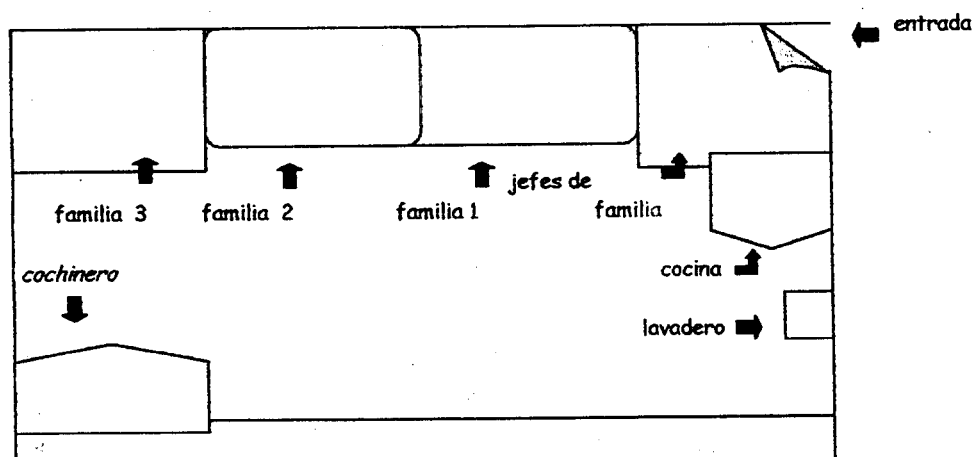 entrada
jefes de
familia 3
familia 2
familia 1
familia
cochinero
cocina
lavadero